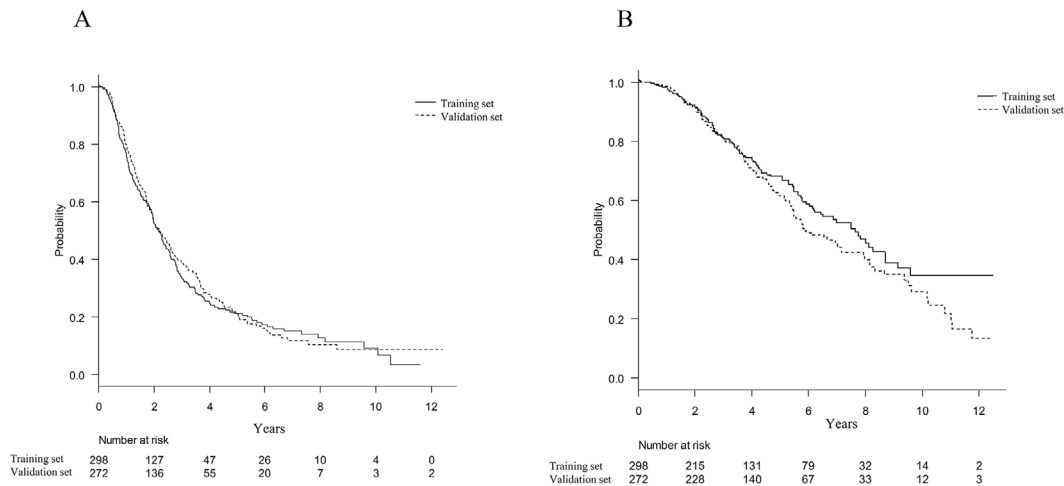 A
Probability
1.0
0.8
0.6
0.4
0.2
0.0
Training set
Validation set
0 2 4 6 8 10 12
Years
Number at risk
Training set 298 127 47 26 10 4 0
Validation set 272 136 55 20 7 3 2
B
Probability
1.0
0.8
0.6
0.4
0.2
0.0
Training set
Validation set
0 2 4 6 8 10 12
Years
Number at risk
Training set 298 215 131 79 32 14 2
Validation set 272 228 140 67 33 12 3